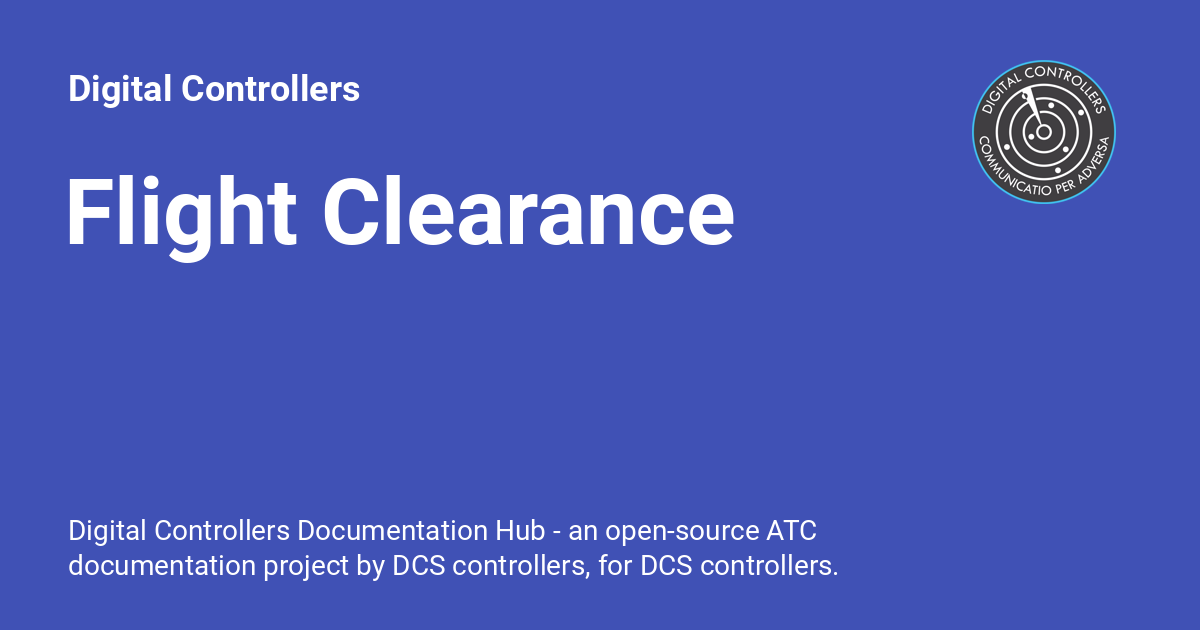 Digital Controllers
DIGITAL CONTROLLERS
COMMUNICATIO PER ADVERSA
Flight Clearance
Digital Controllers Documentation Hub - an open-source ATC
documentation project by DCS controllers, for DCS controllers.